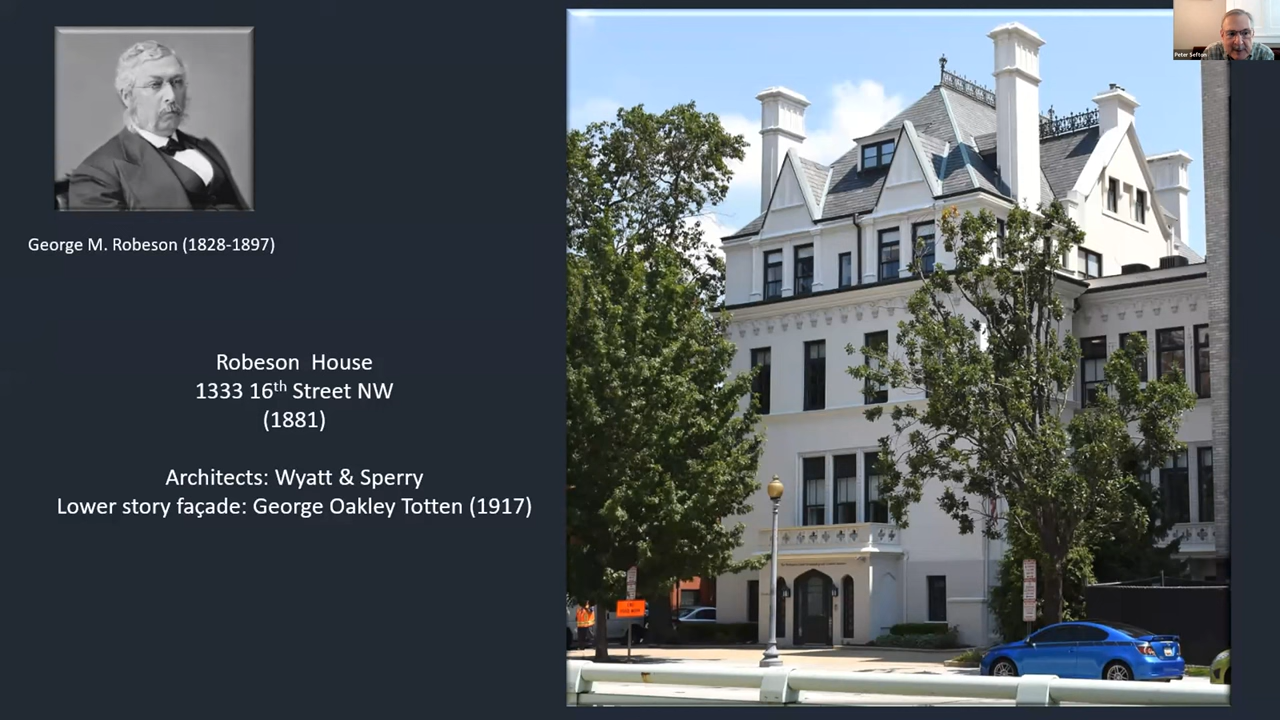 Peter Sefton
George M. Robeson (1828-1897)
Robeson  House
1333 16th Street NW
(1881)
Architects: Wyatt & Sperry
Lower story façade: George Oakley Totten (1917)